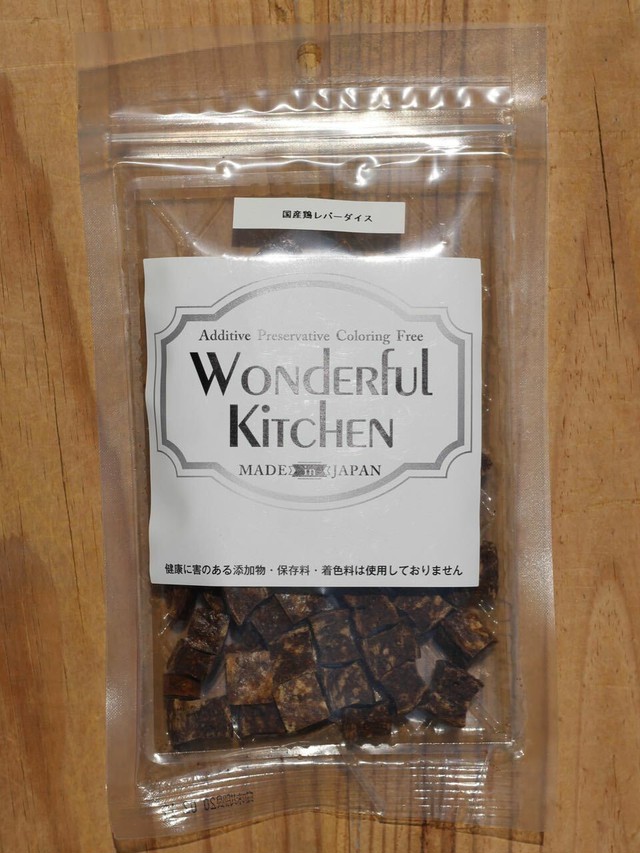 国産鶏レバーダイス
Additive Preservative Coloring Free
WONDERFUL
KITCHEN
MADE in JAPAN
健康に害のある添加物・保存料・着色料は使用しておりません